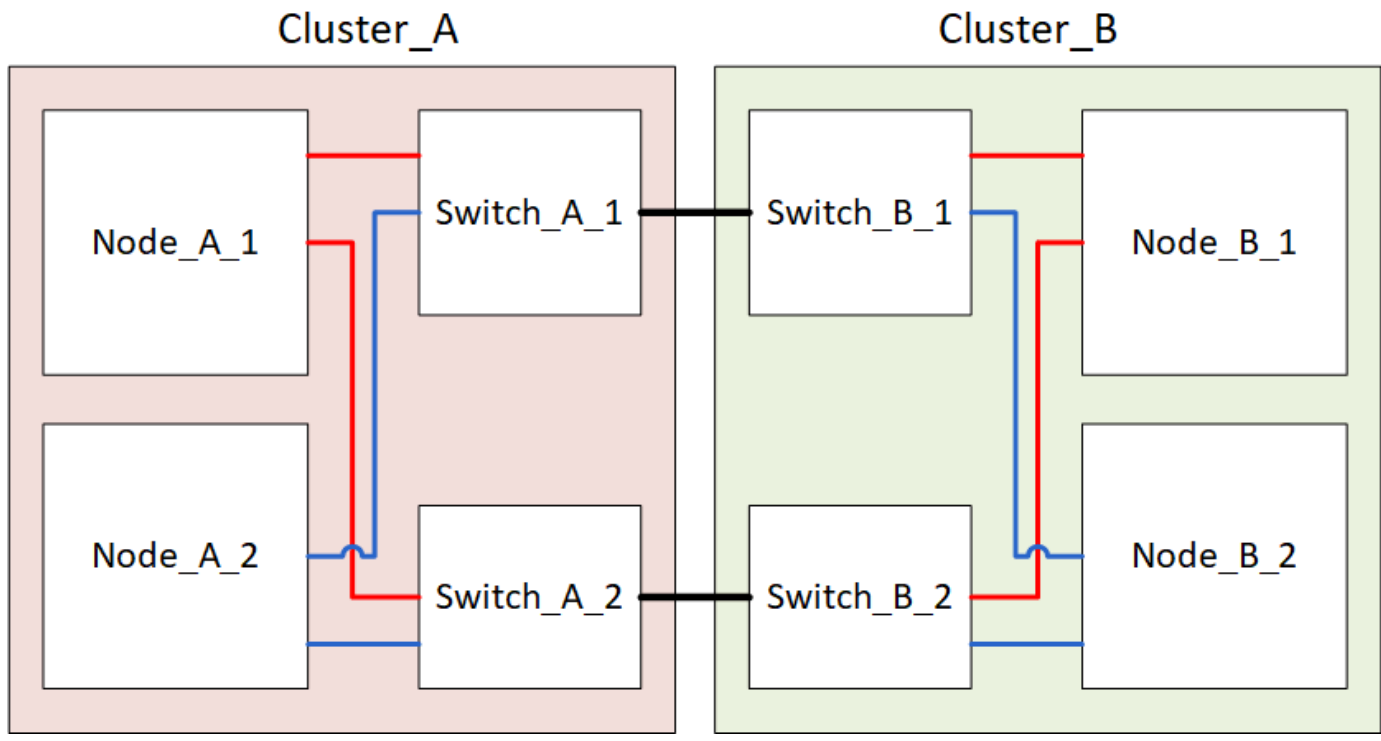 Cluster_A
Cluster_B
Node_A_1
Switch_A_1
Switch_B_1
Node_B_1
Node_A_2
Switch_A_2
Switch_B_2
Node_B_2